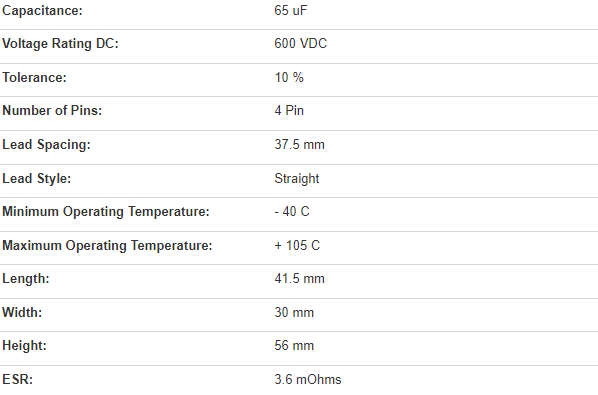 Capacitance: 65 uF
Voltage Rating DC: 600 VDC
Tolerance: 10 %
Number of Pins: 4 Pin
Lead Spacing: 37.5 mm
Lead Style: Straight
Minimum Operating Temperature: - 40 C
Maximum Operating Temperature: + 105 C
Length: 41.5 mm
Width: 30 mm
Height: 56 mm
ESR: 3.6 mOhms